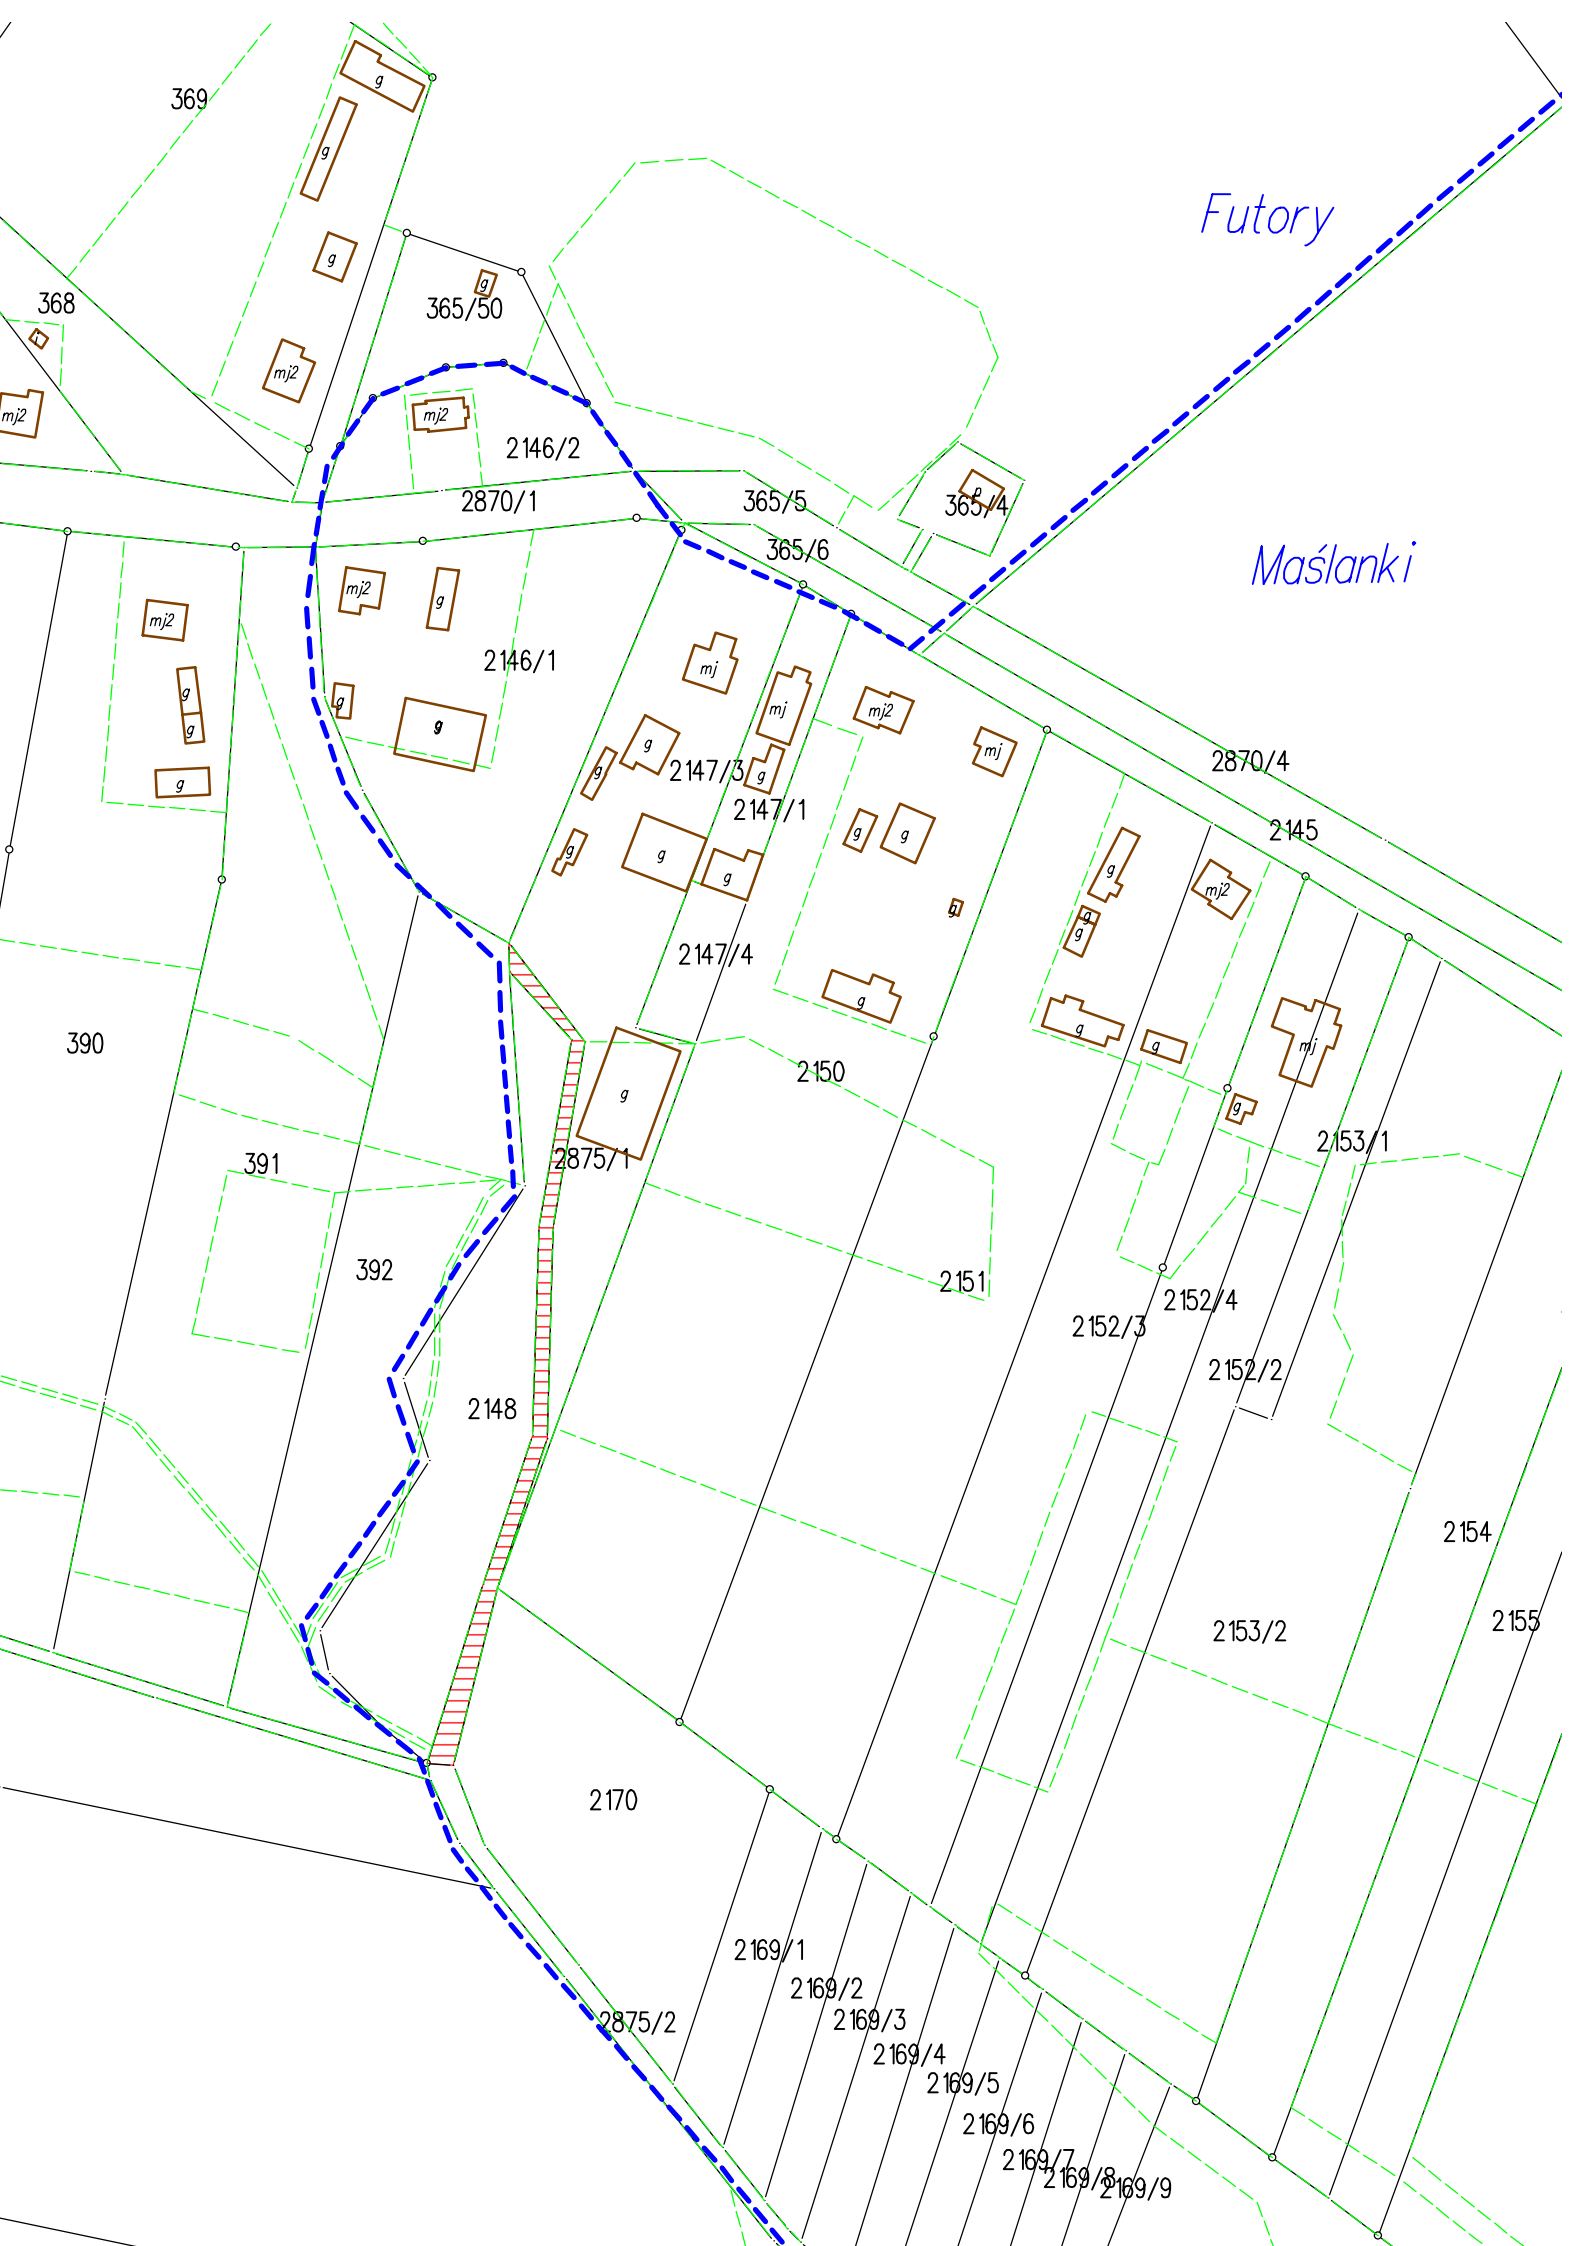 g
369
g
Futory
g
g
368
365/50
i
mj2
mj2
mj2
2146/2
p
2870/1
365/5
365/4
365/6
Maślanki
mj2
g
mj2
2146/1
mj
g
g
mj
mj2
g
g
g
mj
2870/4
g
2147/3
g
g
2147/1
2145
g
g
g
g
g
mj2
g
g
g
2147/4
g
g
g
390
mj
g
2150
g
g
2153/1
2875/1
391
392
2151
2152/4
2152/3
2152/2
2148
2154
2155
2153/2
2170
2169/1
2169/2
2875/2
2169/3
2169/4
2169/5
2169/6
2169/7
2169/8
2169/9